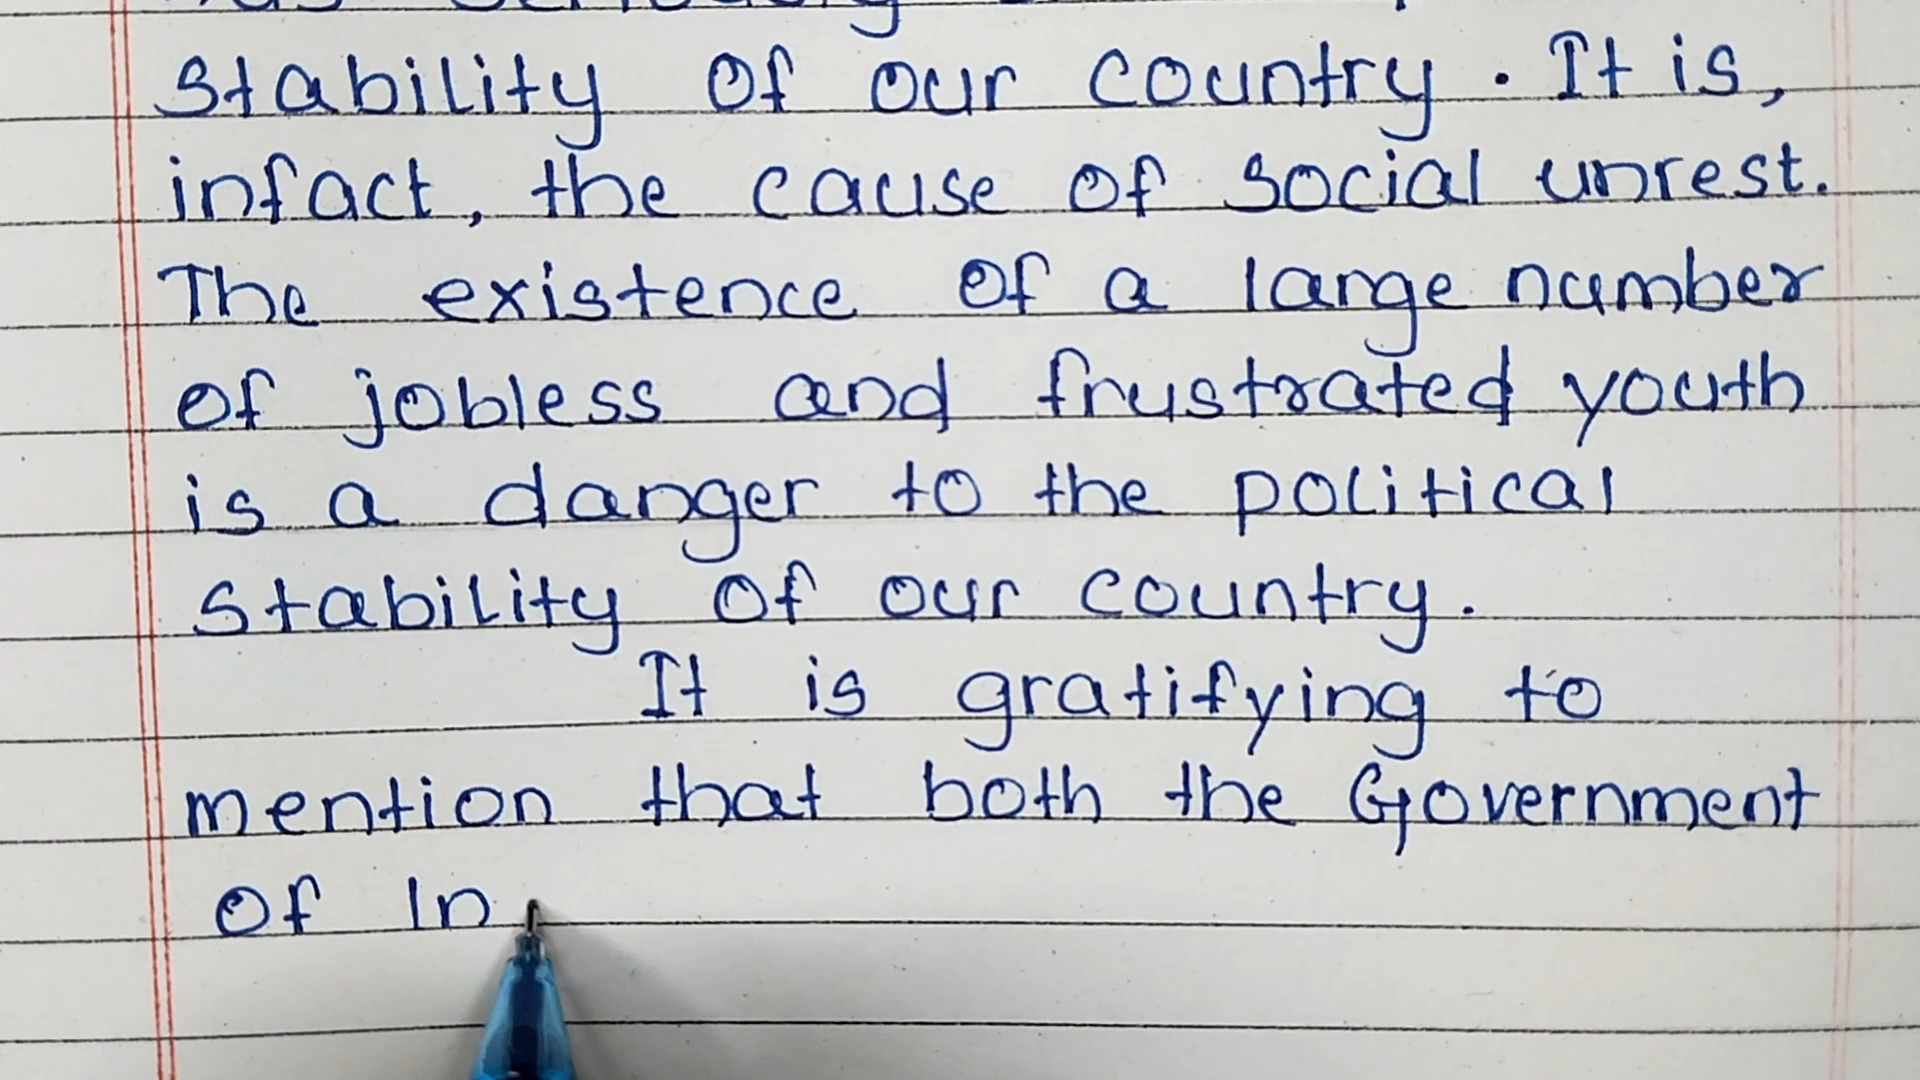 stability of our country. It is,
infact, the cause of social unrest.
The existence of a large number
of jobless and frustrated youth
is a danger to the political
stability of our country.
It is gratifying to
mention that both the Government
of In